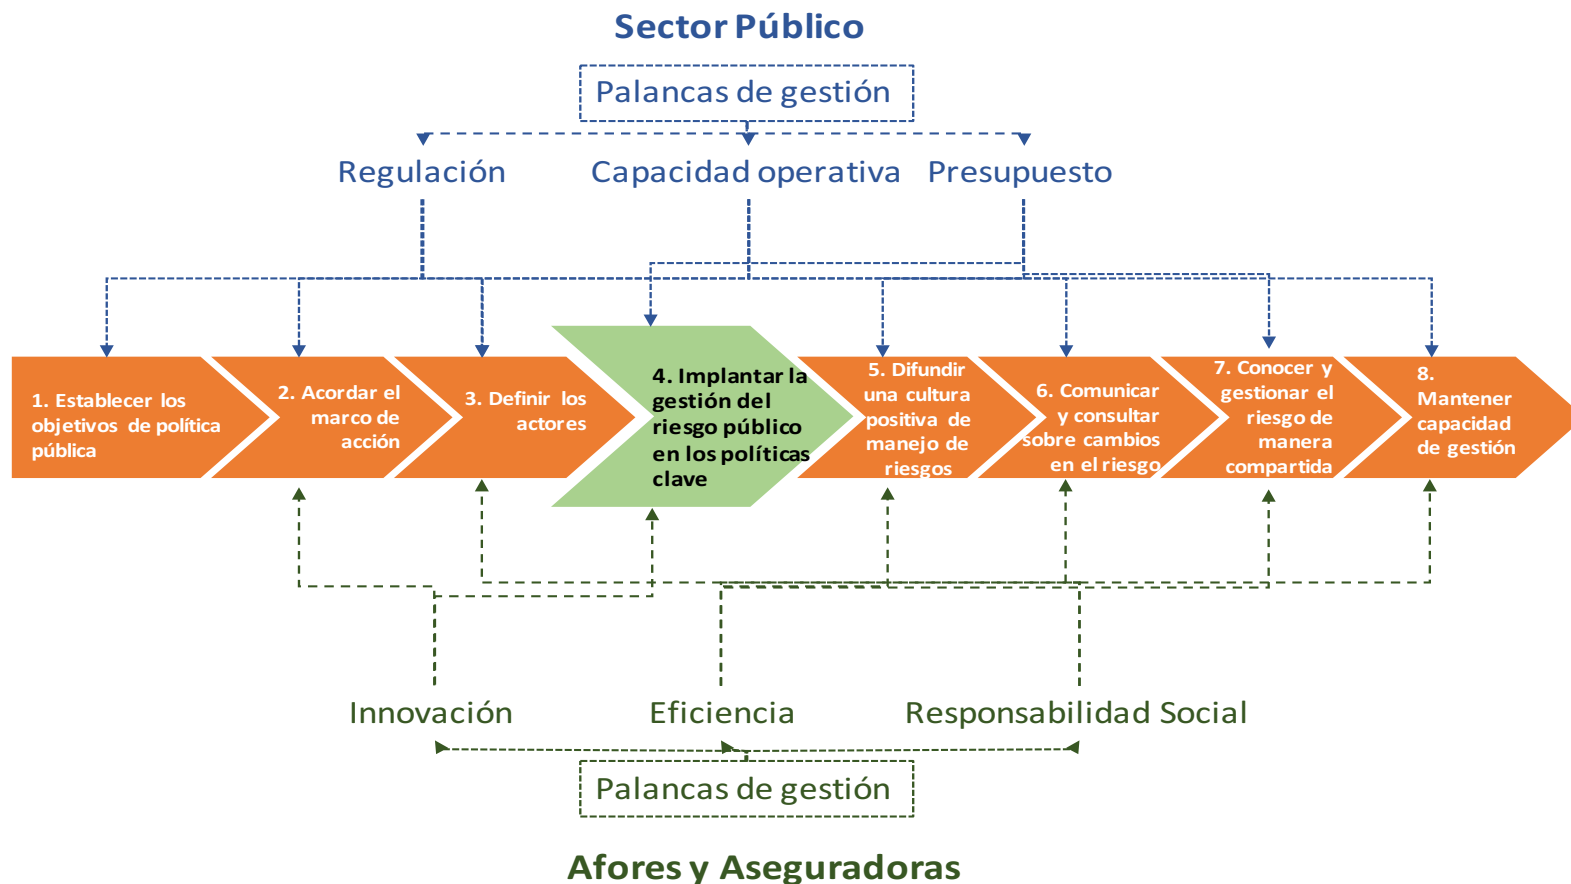 Sector Público
Palancas de gestión
Regulación
Capacidad operativa
Presupuesto
1. Establecer los
objetivos de política
pública
2. Acordar el
marco de
acción
3. Definir los
actores
4. Implantar la
gestión del
riesgo público
en los políticas
clave
5. Difundir
una cultura
positiva de
manejo de
riesgos
6. Comunicar
y consultar
sobre cambios
en el riesgo
7. Conocer y
gestionar el
riesgo de
manera
compartida
8.
Mantener
capacidad
de gestión
Innovación
Eficiencia
Responsabilidad Social
Palancas de gestión
Afores y Aseguradoras